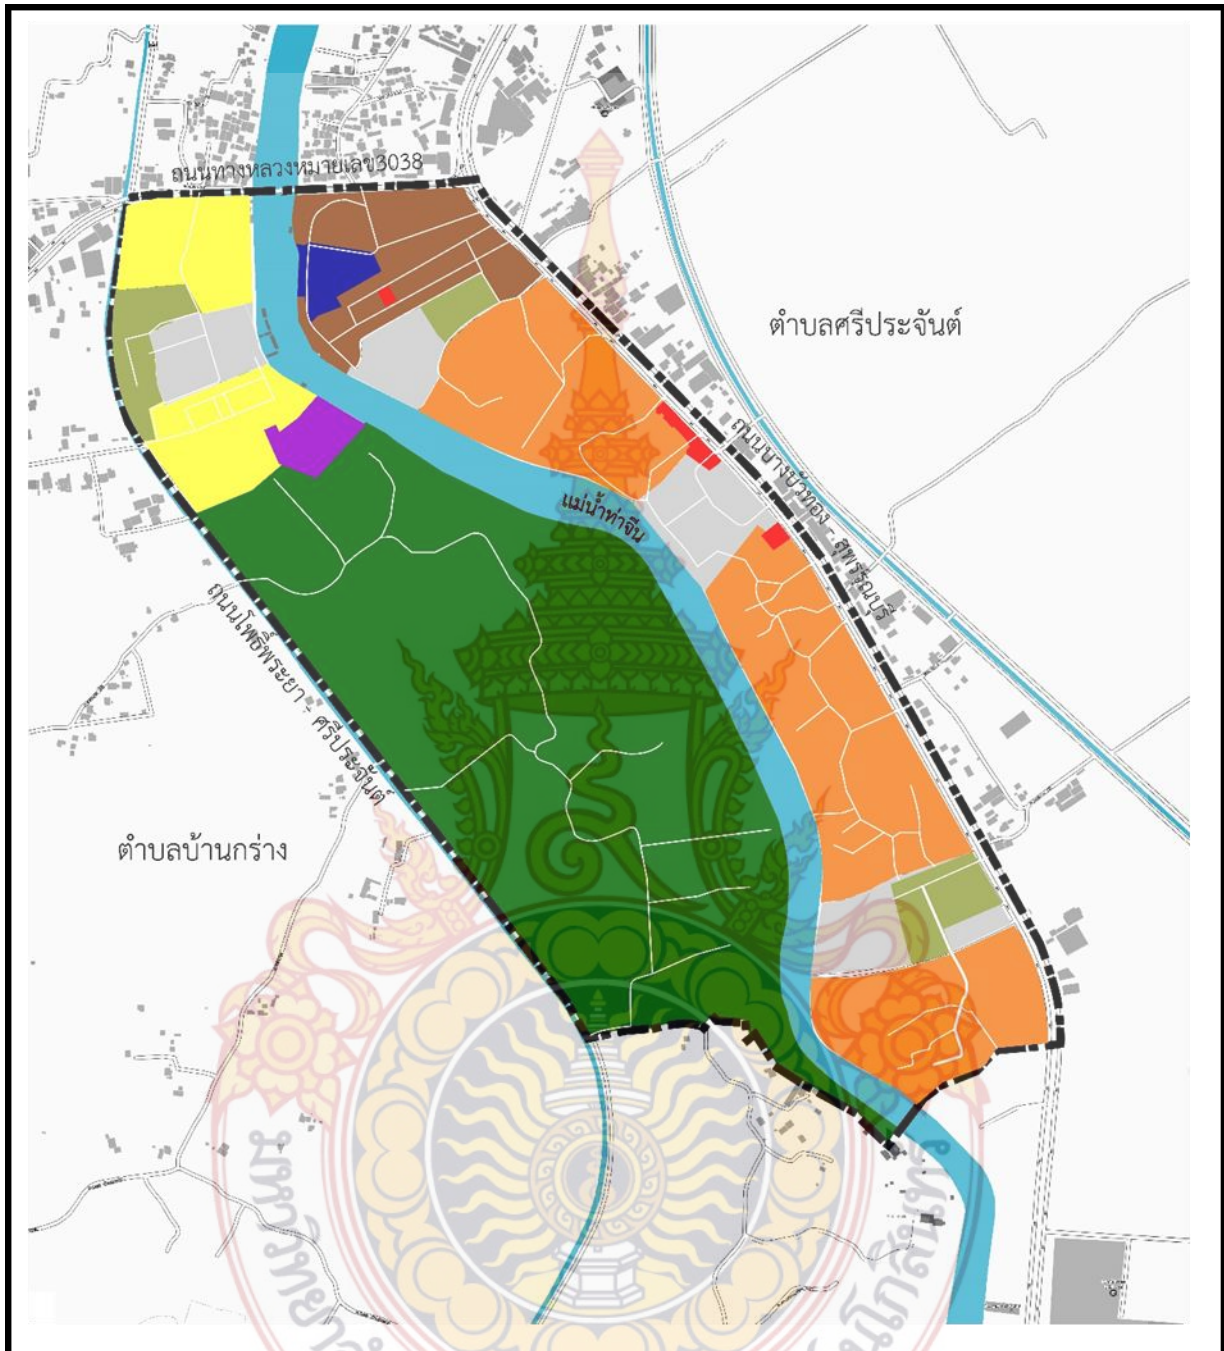 ถนนทางหลวงหมายเลข3038
ตำบลศรีประจันต์
ถนนบางบัวทอง - สุพรรณบุรี
แม่น้ำท่าจีน
ถนนโพธิ์พระยา - ศรีประจันต์
ตำบลบ้านกร่าง